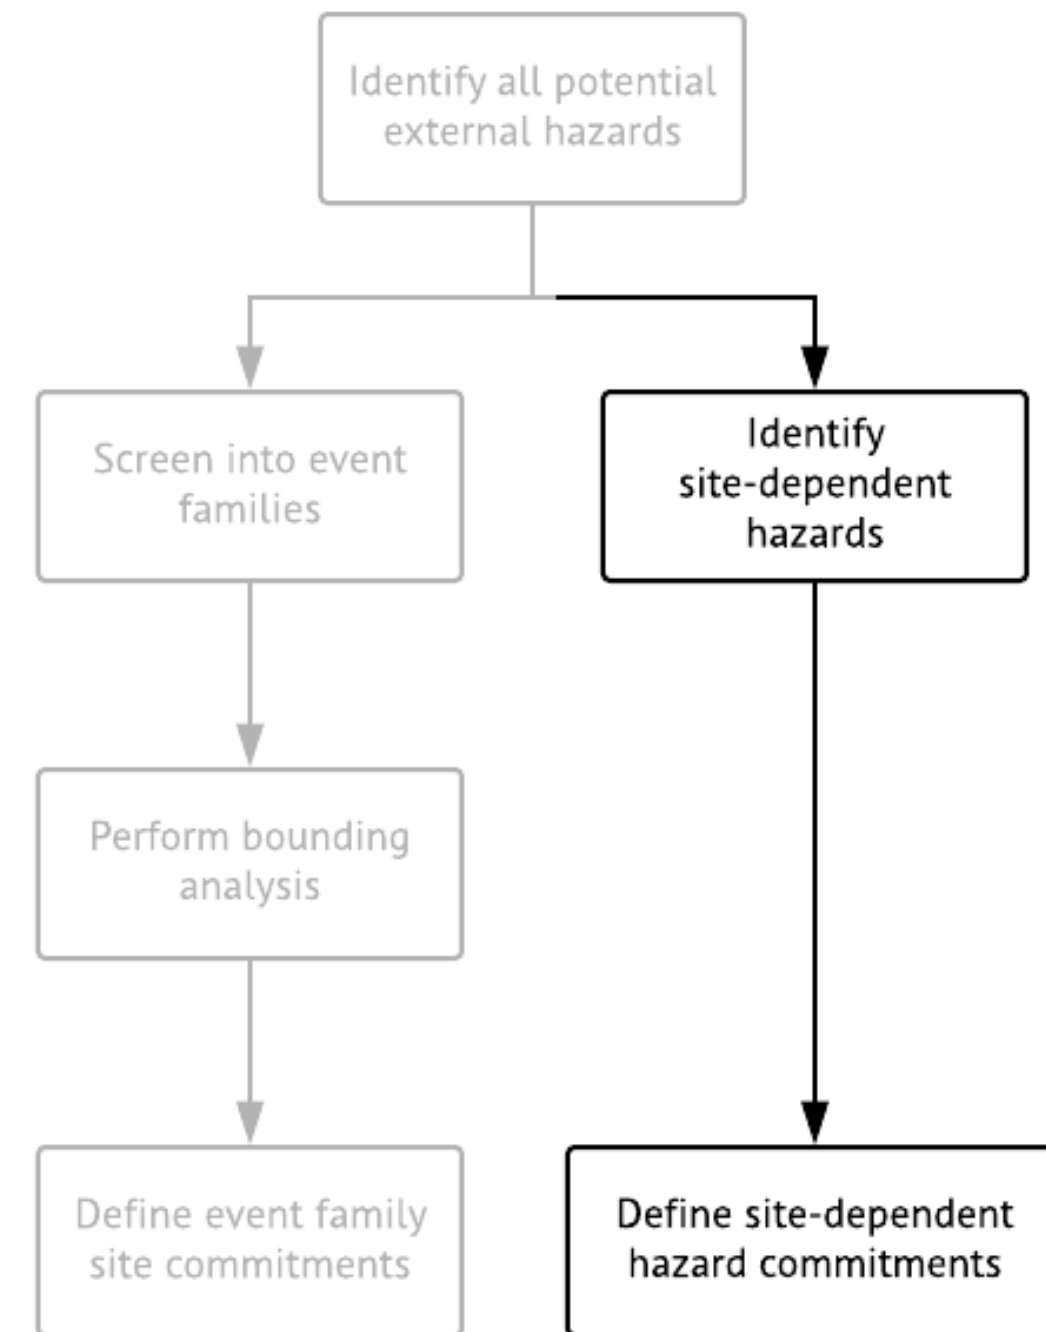 Identify all potential
external hazards
Screen into event
families
Identify
site-dependent
hazards
Perform bounding
analysis
Define event family
site commitments
Define site-dependent
hazard commitments